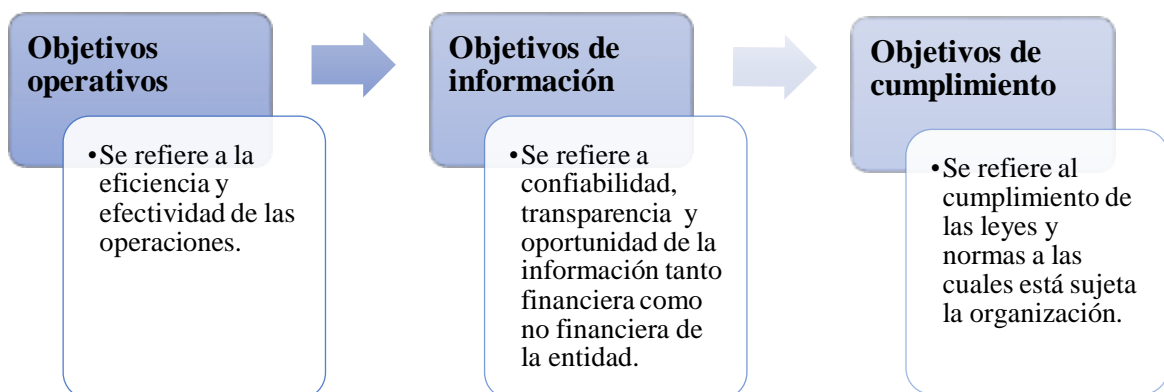 Objetivos
operativos
•Se refiere a la
eficiencia y
efectividad de las
operaciones.
Objetivos de
información
•Se refiere a
confiabilidad,
transparencia y
oportunidad de la
información tanto
financiera como
no financiera de
la entidad.
Objetivos de
cumplimiento
•Se refiere al
cumplimiento de
las leyes y
normas a las
cuales está sujeta
la organización.